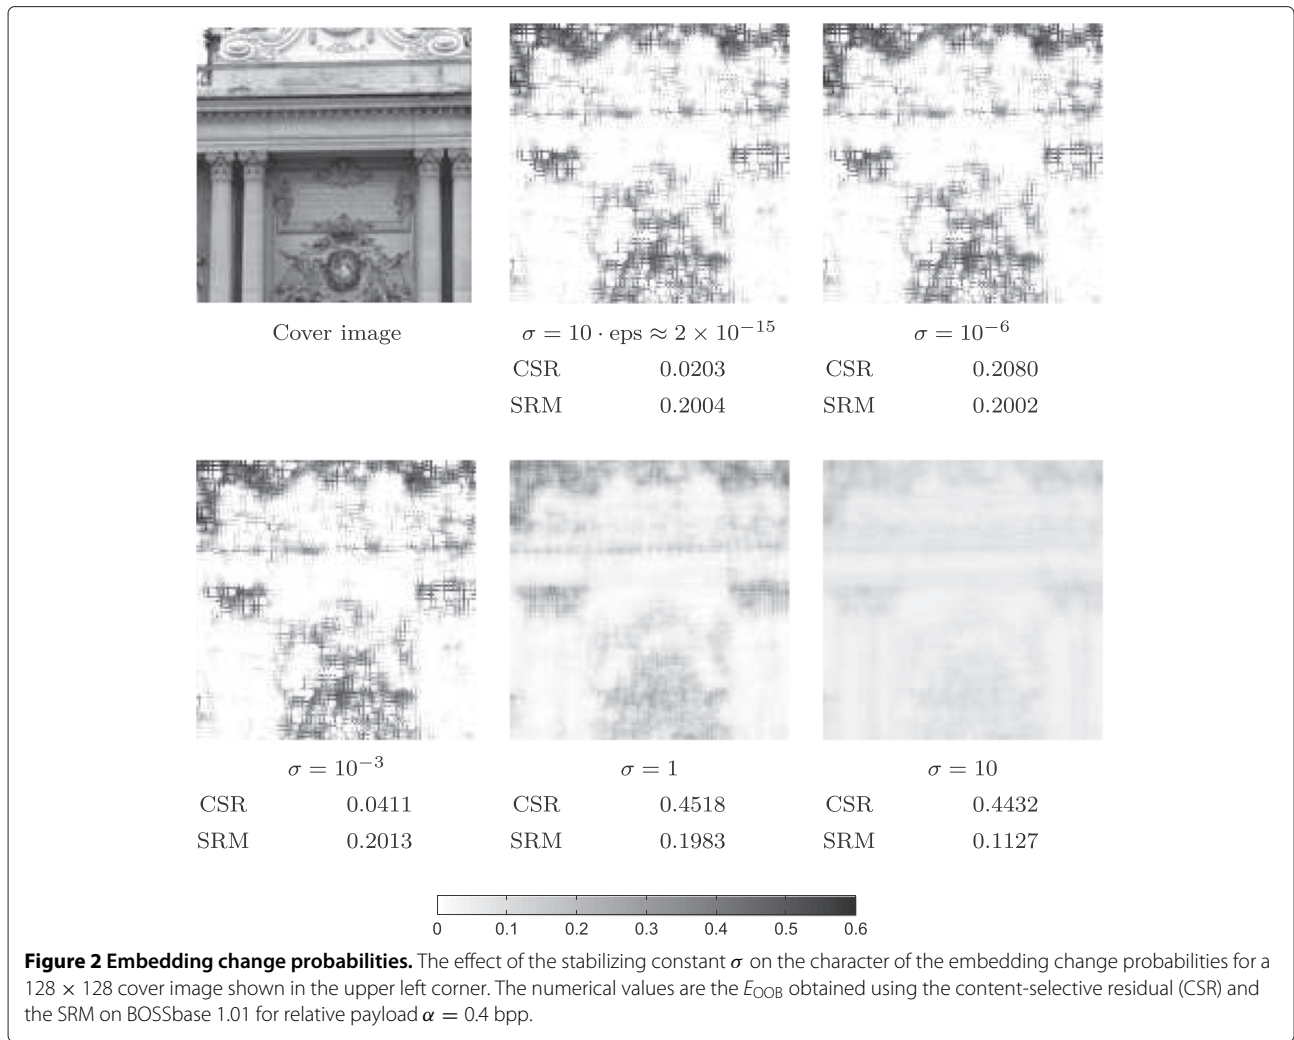 Cover image
σ = 10 · eps ≈ 2 × 10⁻¹⁵
CSR 0.0203
SRM 0.2004
σ = 10⁻⁶
CSR 0.2080
SRM 0.2002
σ = 10⁻³
CSR 0.0411
SRM 0.2013
σ = 1
CSR 0.4518
SRM 0.1983
σ = 10
CSR 0.4432
SRM 0.1127
0 0.1 0.2 0.3 0.4 0.5 0.6
Figure 2 Embedding change probabilities. The effect of the stabilizing constant σ on the character of the embedding change probabilities for a
128 × 128 cover image shown in the upper left corner. The numerical values are the E_OOB obtained using the content-selective residual (CSR) and
the SRM on BOSSbase 1.01 for relative payload α = 0.4 bpp.